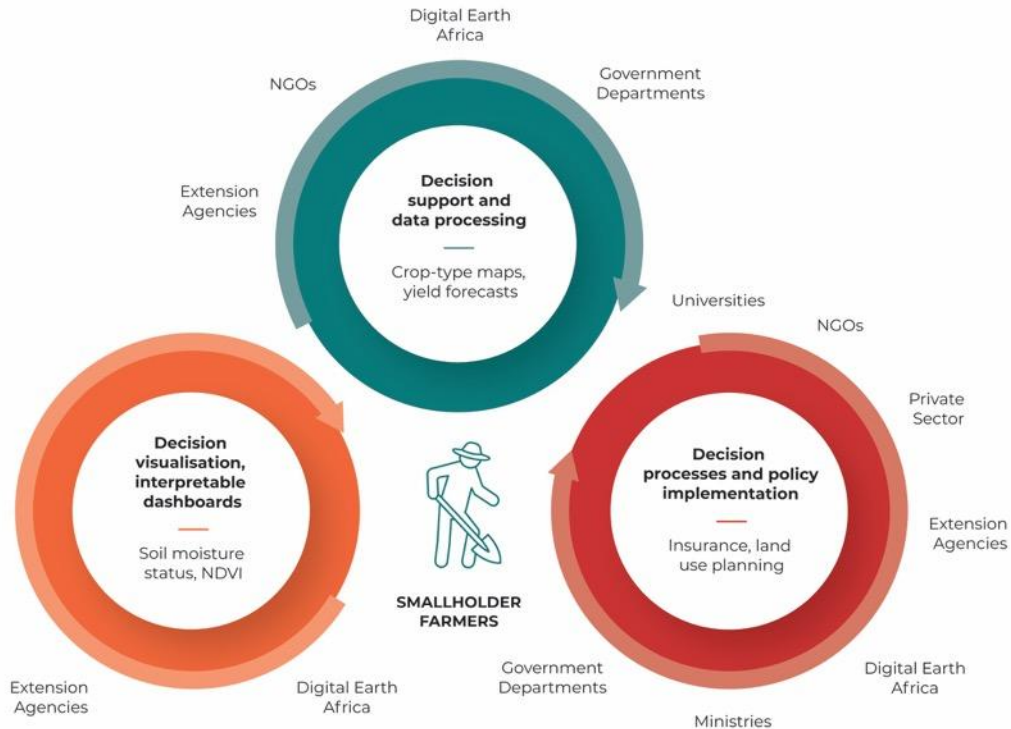 Digital Earth
Africa
NGOs
Government
Departments
Extension
Agencies
Decision
support and
data processing
Crop-type maps,
yield forecasts
Universities
NGOs
Private
Sector
Extension
Agencies
Digital Earth
Africa
Ministries
Government
Departments
Decision
processes and policy
implementation
Insurance, land
use planning
Decision
visualisation,
interpretable
dashboards
Soil moisture
status, NDVI
Extension
Agencies
Digital Earth
Africa
SMALLHOLDER
FARMERS